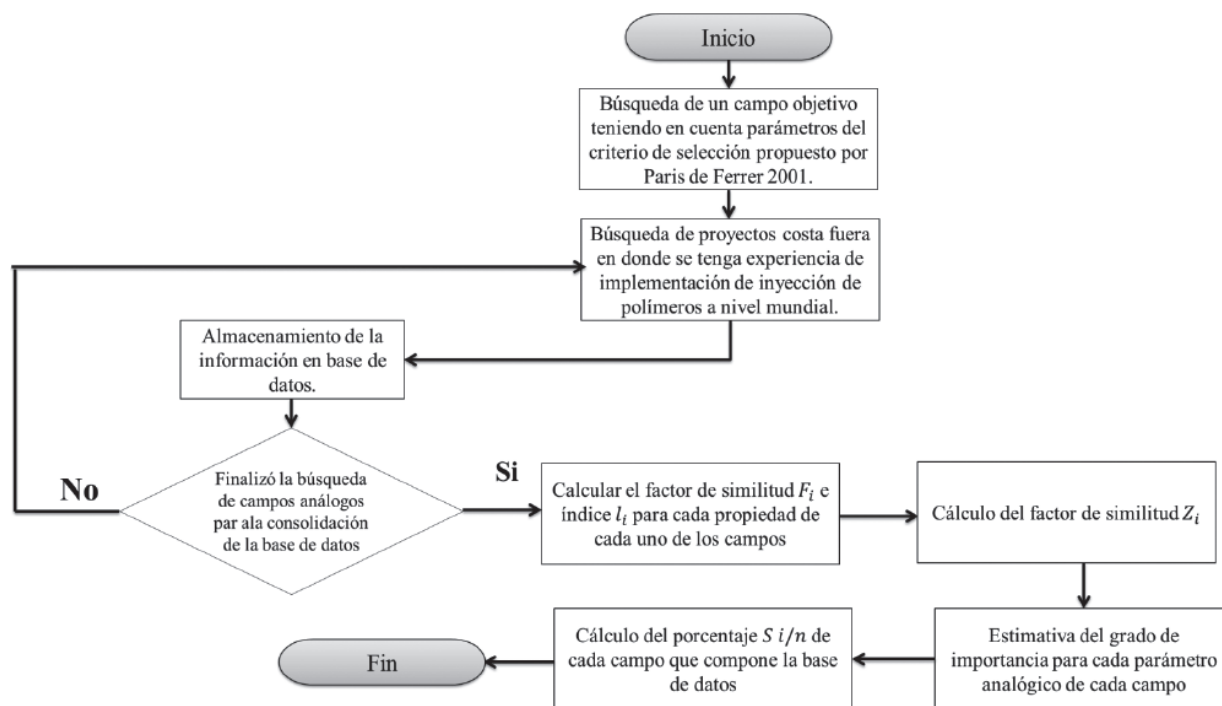 Inicio
Búsqueda de un campo objetivo
teniendo en cuenta parámetros del
criterio de selección propuesto por
Paris de Ferrer 2001.
Búsqueda de proyectos costa fuera
en donde se tenga experiencia de
implementación de inyección de
polímeros a nivel mundial.
Almacenamiento de la
información en base de
datos.
Finalizó la búsqueda
de campos análogos
par ala consolidación
de la base de datos
No
Si
Calcular el factor de similitud F_i e
índice l_i para cada propiedad de
cada uno de los campos
Cálculo del factor de similitud Z_i
Estimativa del grado de
importancia para cada parámetro
analógico de cada campo
Cálculo del porcentaje S i/n de
cada campo que compone la base
de datos
Fin